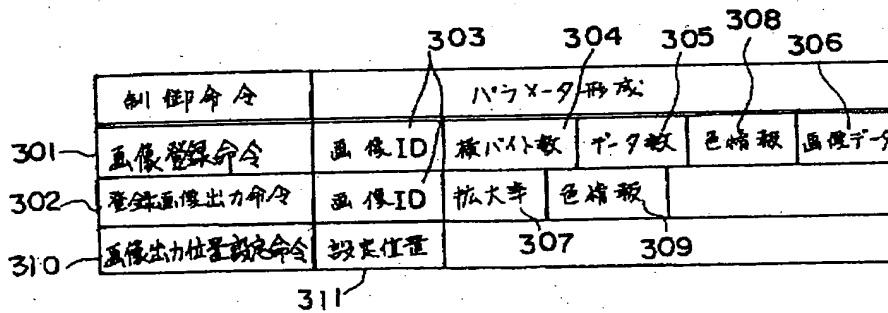 303 304 305 308 306
制御命令 パラメータ形成
301 画像登録命令 画像ID 横バイト数 データ数 色情報 画像データ
302 登録画像出力命令 画像ID 拡大率 色情報
310 画像出力位置設定命令 設定位置 307 309
311